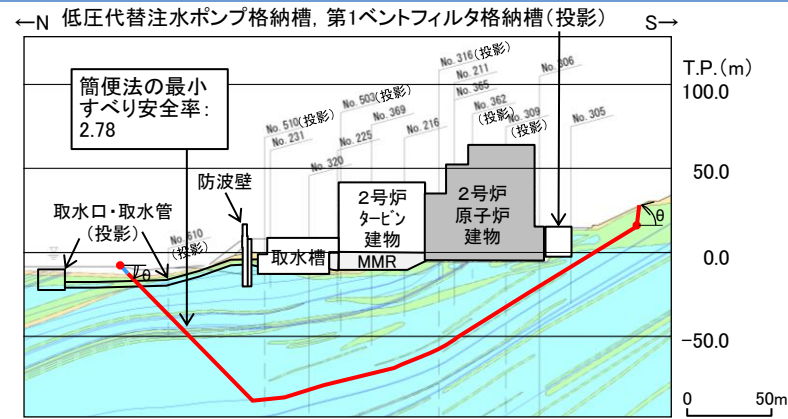 ←N 低圧代替注水ポンプ格納槽，第1ベントフィルタ格納槽(投影) S→
T.P.(m)
簡便法の最小
すべり安全率：
2.78
100.0
50.0
0.0
-50.0
No. 510(投影)
No. 231
No. 320
No. 503(投影)
No. 225
No. 369
No. 216
No. 316(投影)
No. 211
No. 365
No. 362
(投影)
No. 309
(投影)
No. 306
No. 305
防波壁
取水口・取水管
(投影)
No. 610
(投影)
取水槽
2号炉
タービン
建物
MMR
2号炉
原子炉
建物
θ
θ
0 50m